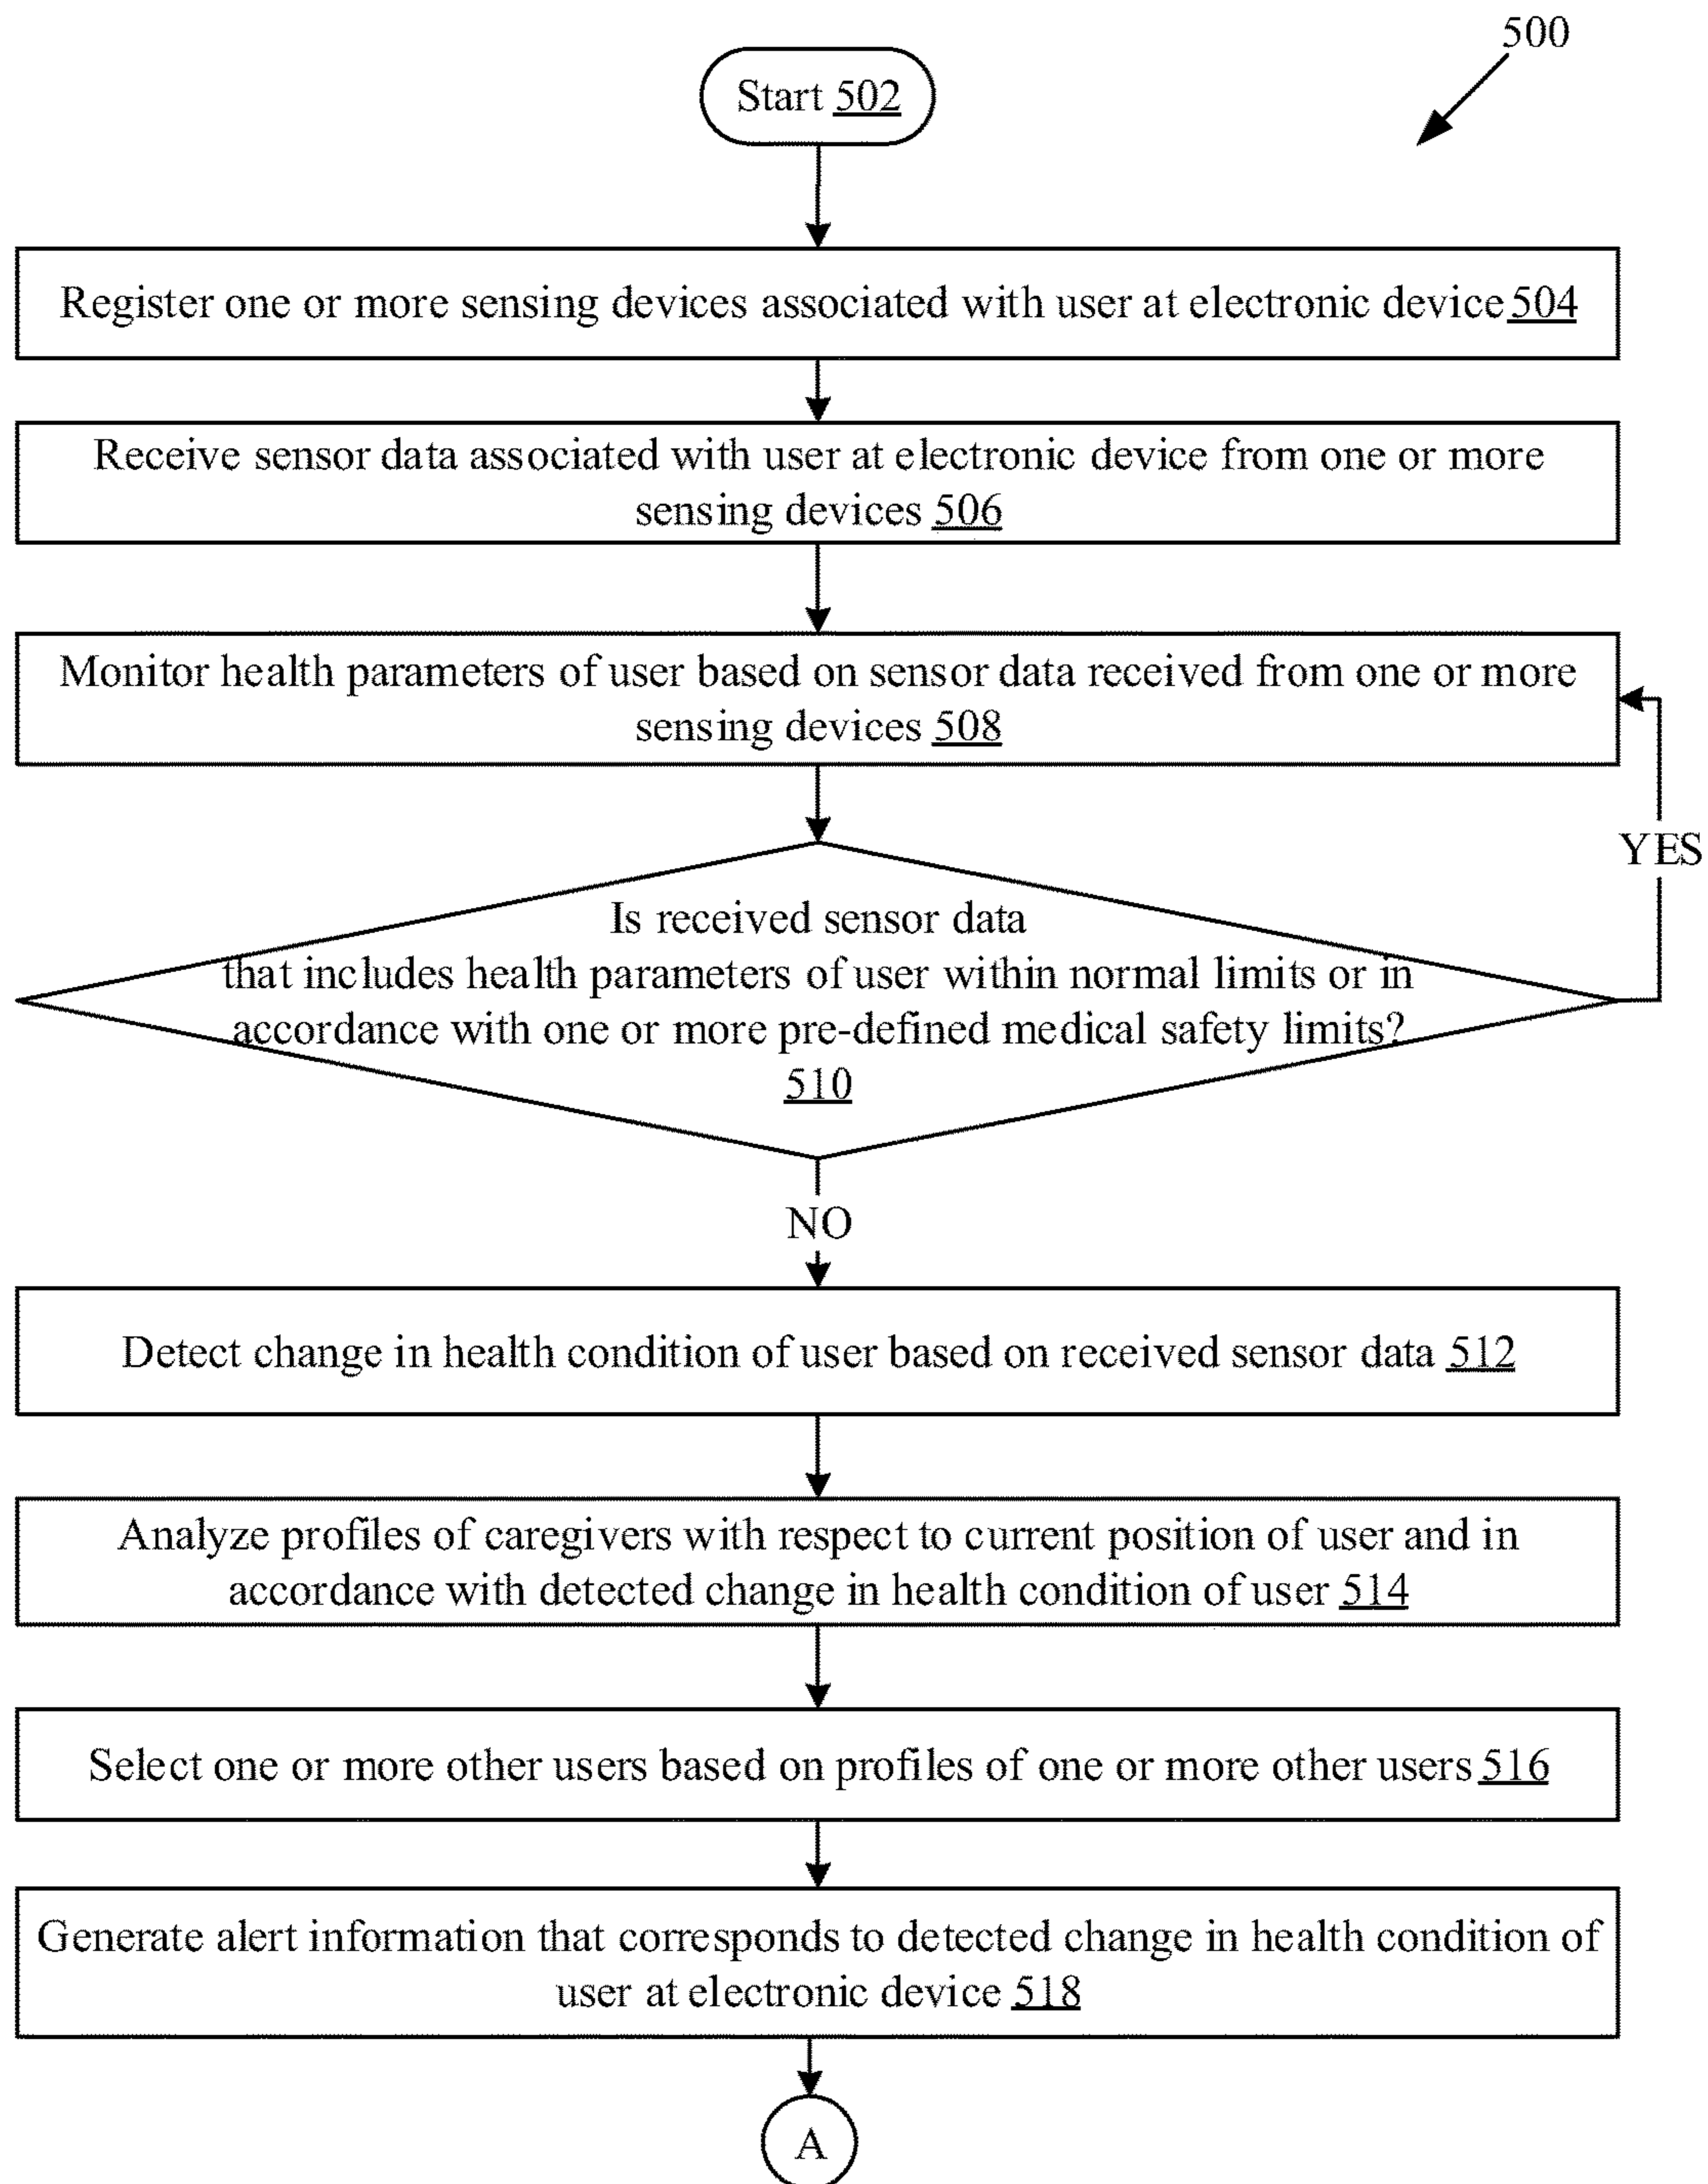 500
Start 502
Register one or more sensing devices associated with user at electronic device 504
Receive sensor data associated with user at electronic device from one or more
sensing devices 506
Monitor health parameters of user based on sensor data received from one or more
sensing devices 508
YES
Is received sensor data
that includes health parameters of user within normal limits or in
accordance with one or more pre-defined medical safety limits?
510
NO
Detect change in health condition of user based on received sensor data 512
Analyze profiles of caregivers with respect to current position of user and in
accordance with detected change in health condition of user 514
Select one or more other users based on profiles of one or more other users 516
Generate alert information that corresponds to detected change in health condition of
user at electronic device 518
A